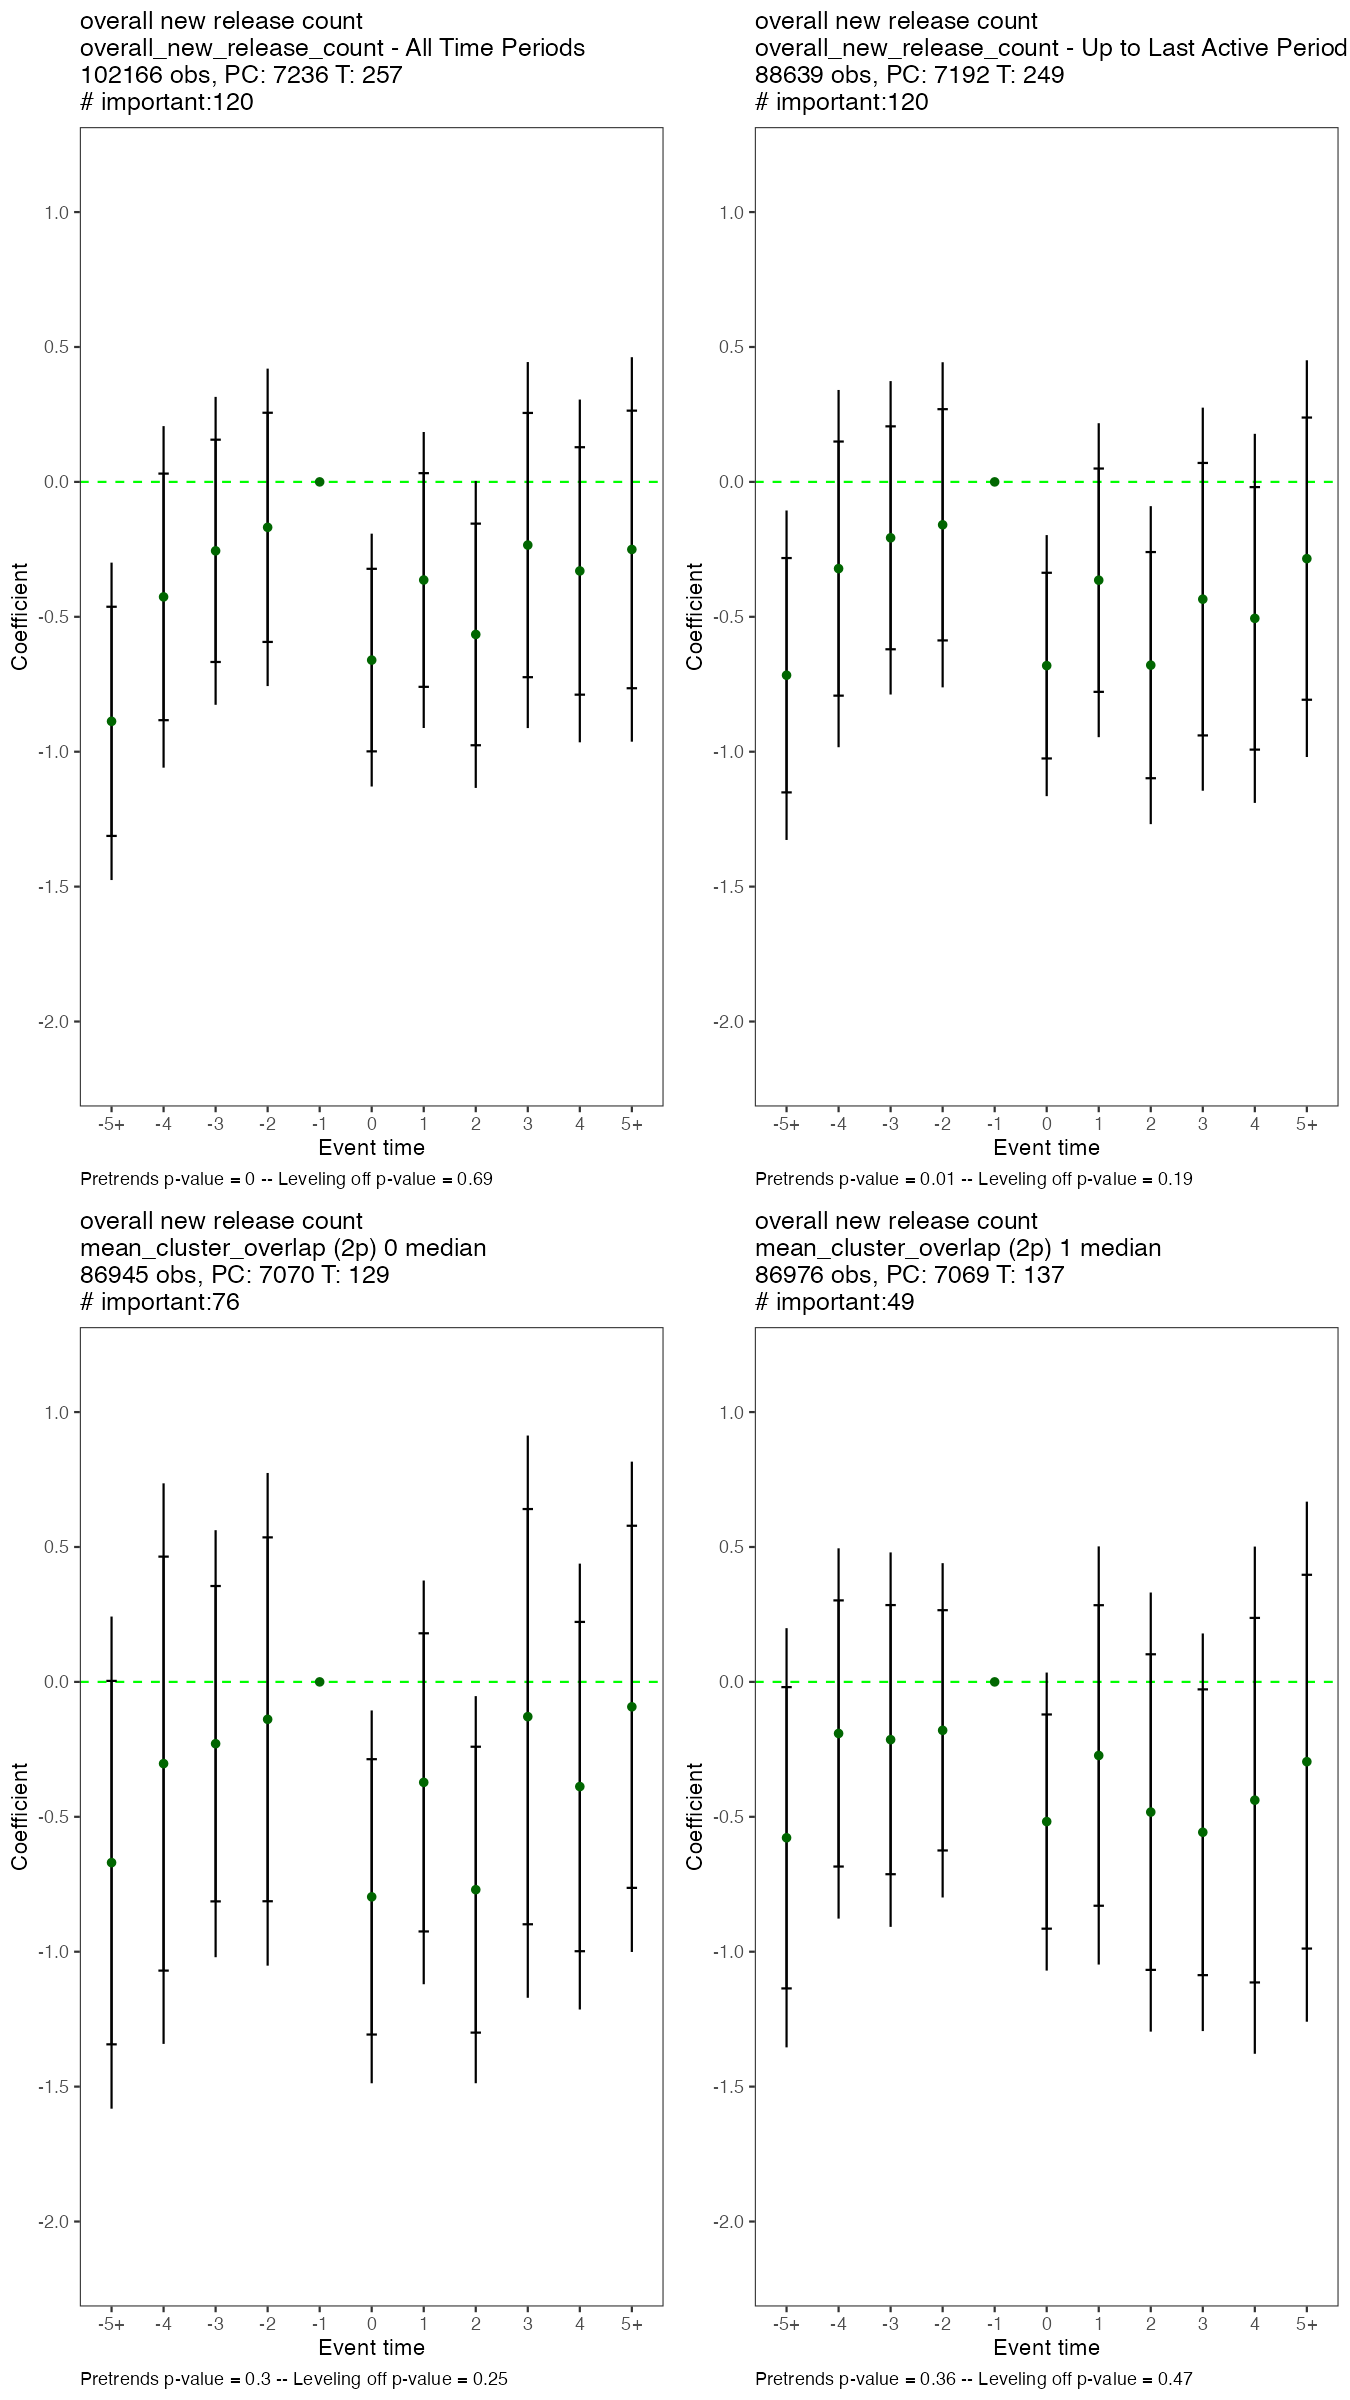 overall new release count
overall_new_release_count - All Time Periods
102166 obs, PC: 7236 T: 257
# important:120
1.0
0.5
0.0
-0.5
-1.0
-1.5
-2.0
Coefficient
-5+ -4 -3 -2 -1 0 1 2 3 4 5+
Event time
Pretrends p-value = 0 -- Leveling off p-value = 0.69
overall new release count
overall_new_release_count - Up to Last Active Period
88639 obs, PC: 7192 T: 249
# important:120
1.0
0.5
0.0
-0.5
-1.0
-1.5
-2.0
Coefficient
-5+ -4 -3 -2 -1 0 1 2 3 4 5+
Event time
Pretrends p-value = 0.01 -- Leveling off p-value = 0.19
overall new release count
mean_cluster_overlap (2p) 0 median
86945 obs, PC: 7070 T: 129
# important:76
1.0
0.5
0.0
-0.5
-1.0
-1.5
-2.0
Coefficient
-5+ -4 -3 -2 -1 0 1 2 3 4 5+
Event time
Pretrends p-value = 0.3 -- Leveling off p-value = 0.25
overall new release count
mean_cluster_overlap (2p) 1 median
86976 obs, PC: 7069 T: 137
# important:49
1.0
0.5
0.0
-0.5
-1.0
-1.5
-2.0
Coefficient
-5+ -4 -3 -2 -1 0 1 2 3 4 5+
Event time
Pretrends p-value = 0.36 -- Leveling off p-value = 0.47